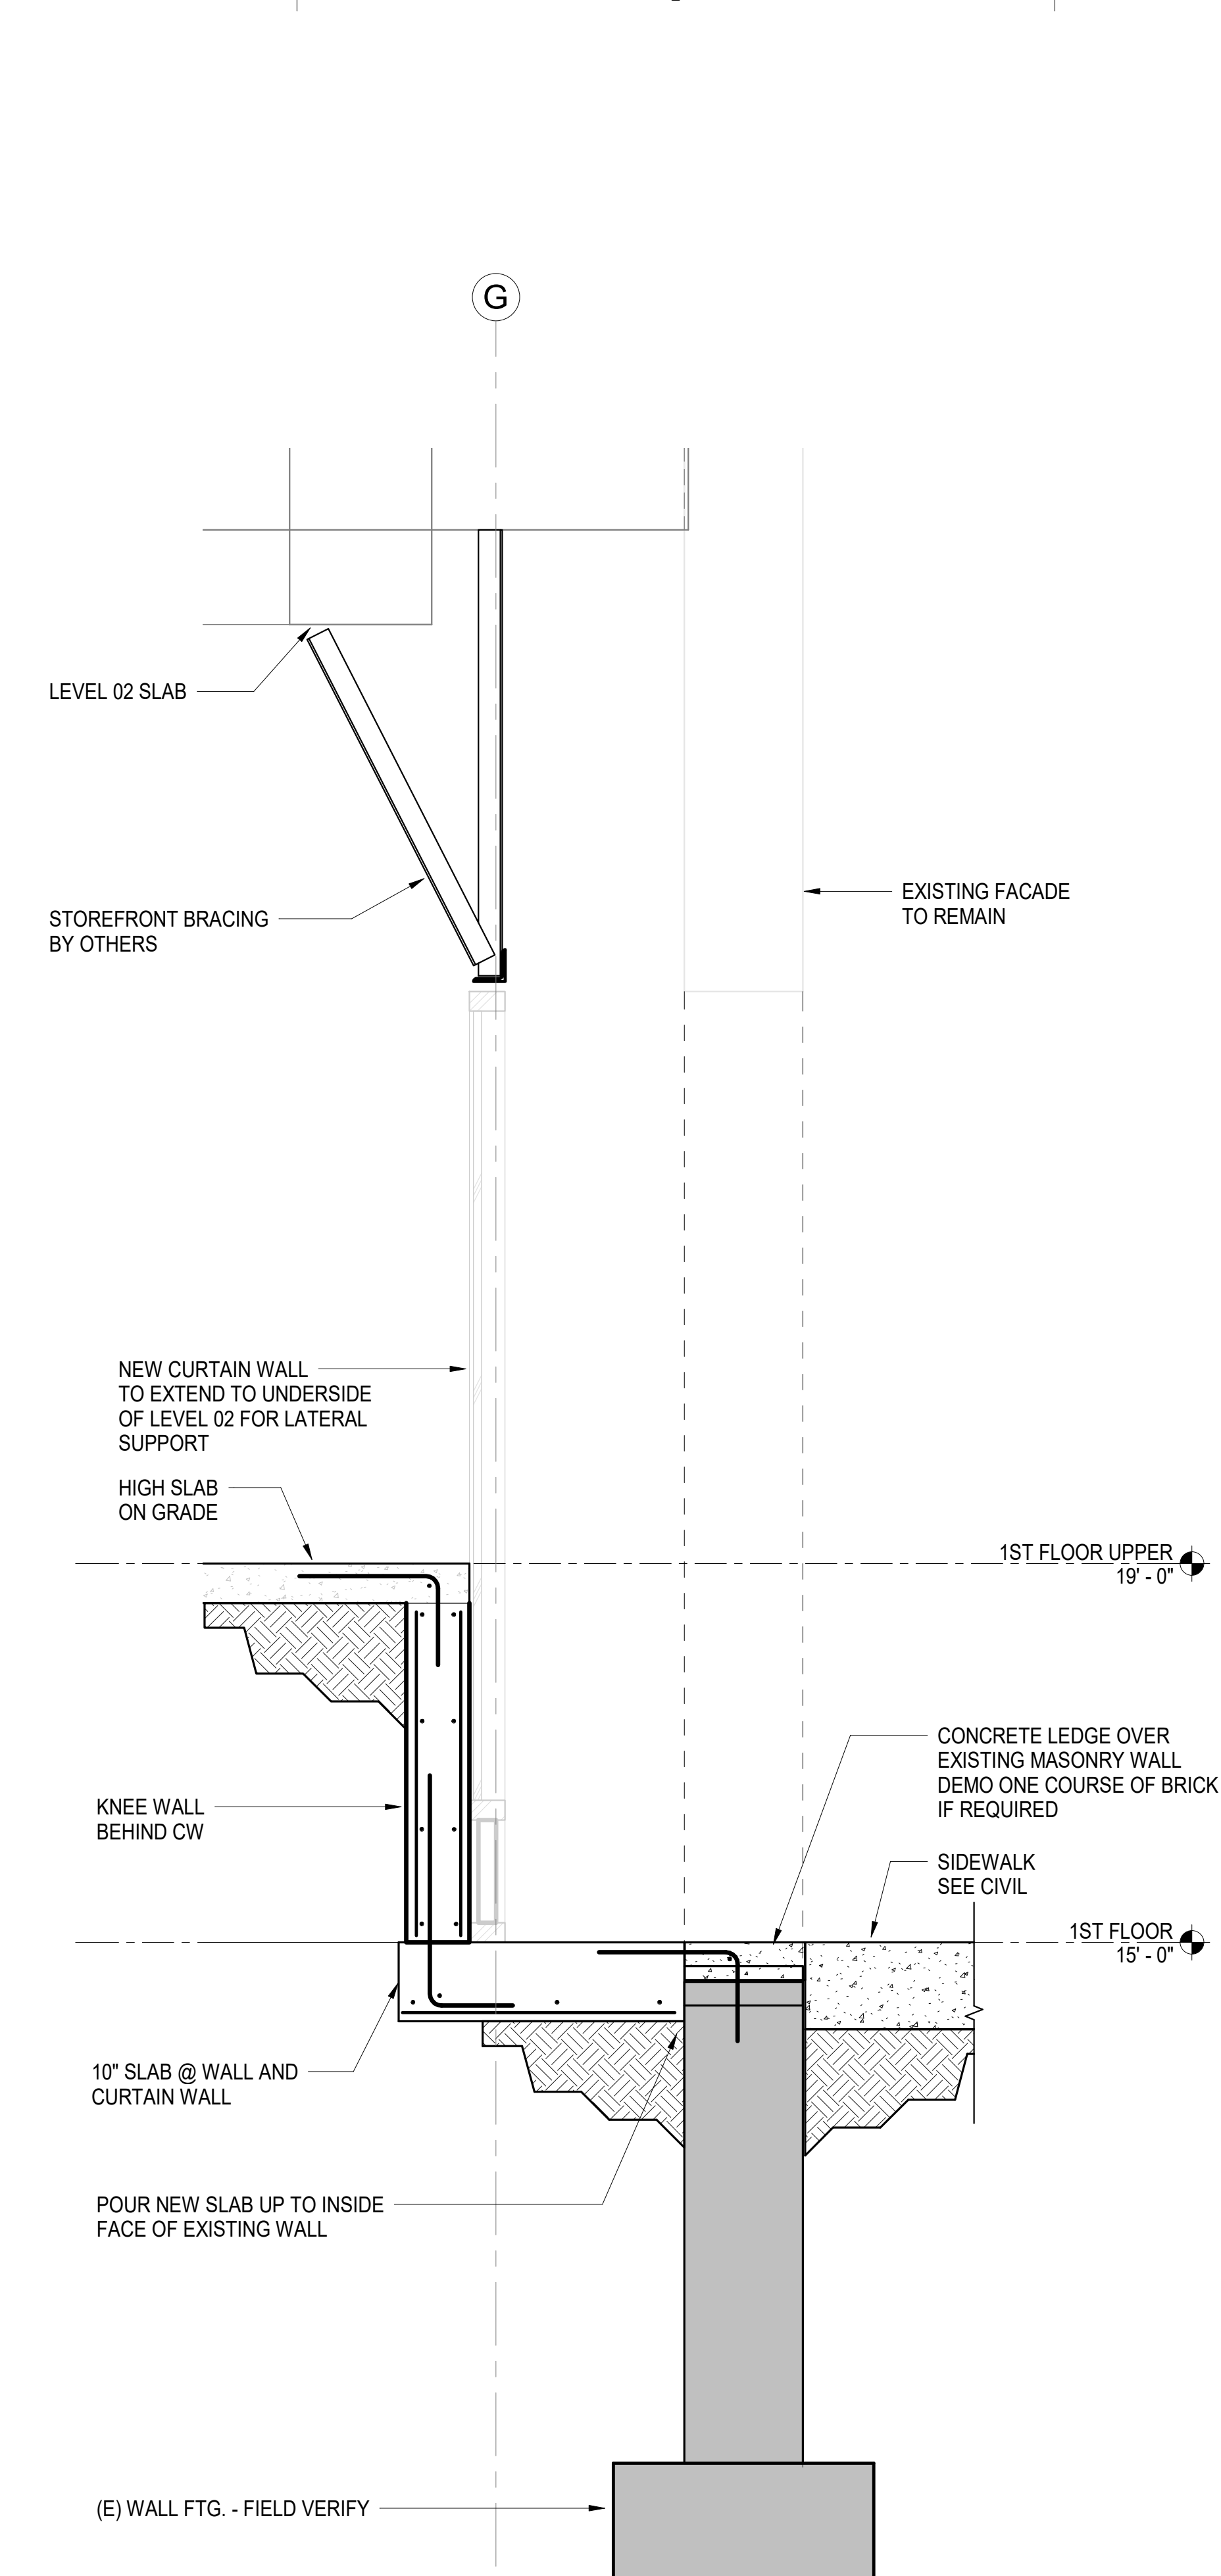 G
LEVEL 02 SLAB
STOREFRONT BRACING
BY OTHERS
EXISTING FACADE
TO REMAIN
NEW CURTAIN WALL
TO EXTEND TO UNDERSIDE
OF LEVEL 02 FOR LATERAL
SUPPORT
HIGH SLAB
ON GRADE
1ST FLOOR UPPER
19' - 0"
CONCRETE LEDGE OVER
EXISTING MASONRY WALL
DEMO ONE COURSE OF BRICK
IF REQUIRED
KNEE WALL
BEHIND CW
SIDEWALK
SEE CIVIL
1ST FLOOR
15' - 0"
10" SLAB @ WALL AND
CURTAIN WALL
POUR NEW SLAB UP TO INSIDE
FACE OF EXISTING WALL
(E) WALL FTG. - FIELD VERIFY